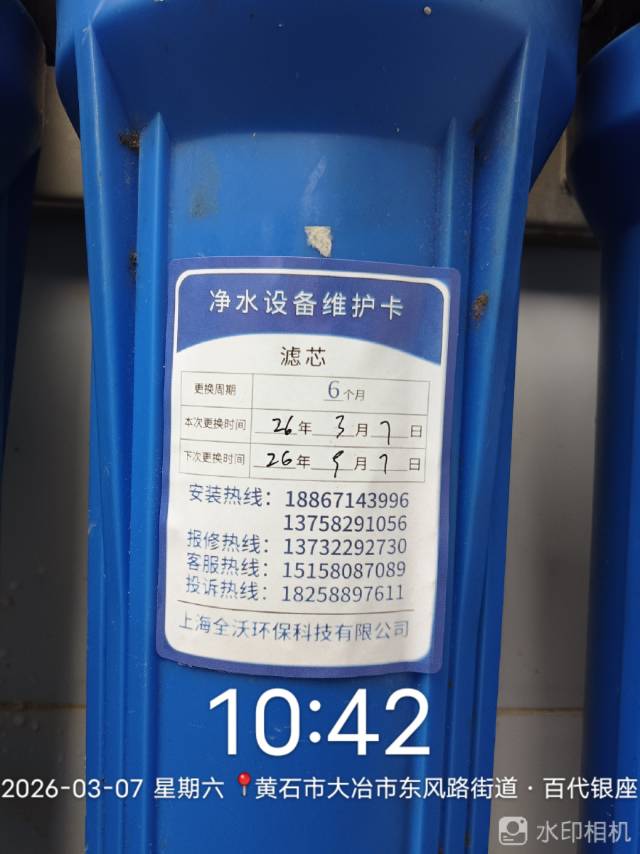 净水设备维护卡
滤芯
更换周期 6个月
本次更换时间 26年3月7日
下次更换时间 26年9月7日
安装热线：18867143996
13758291056
报修热线：13732292730
客服热线：15158087089
投诉热线：18258897611
上海全沃环保科技有限公司
10:42
2026-03-07 星期六 📍黄石市大冶市东风路街道·百代银座
水印相机